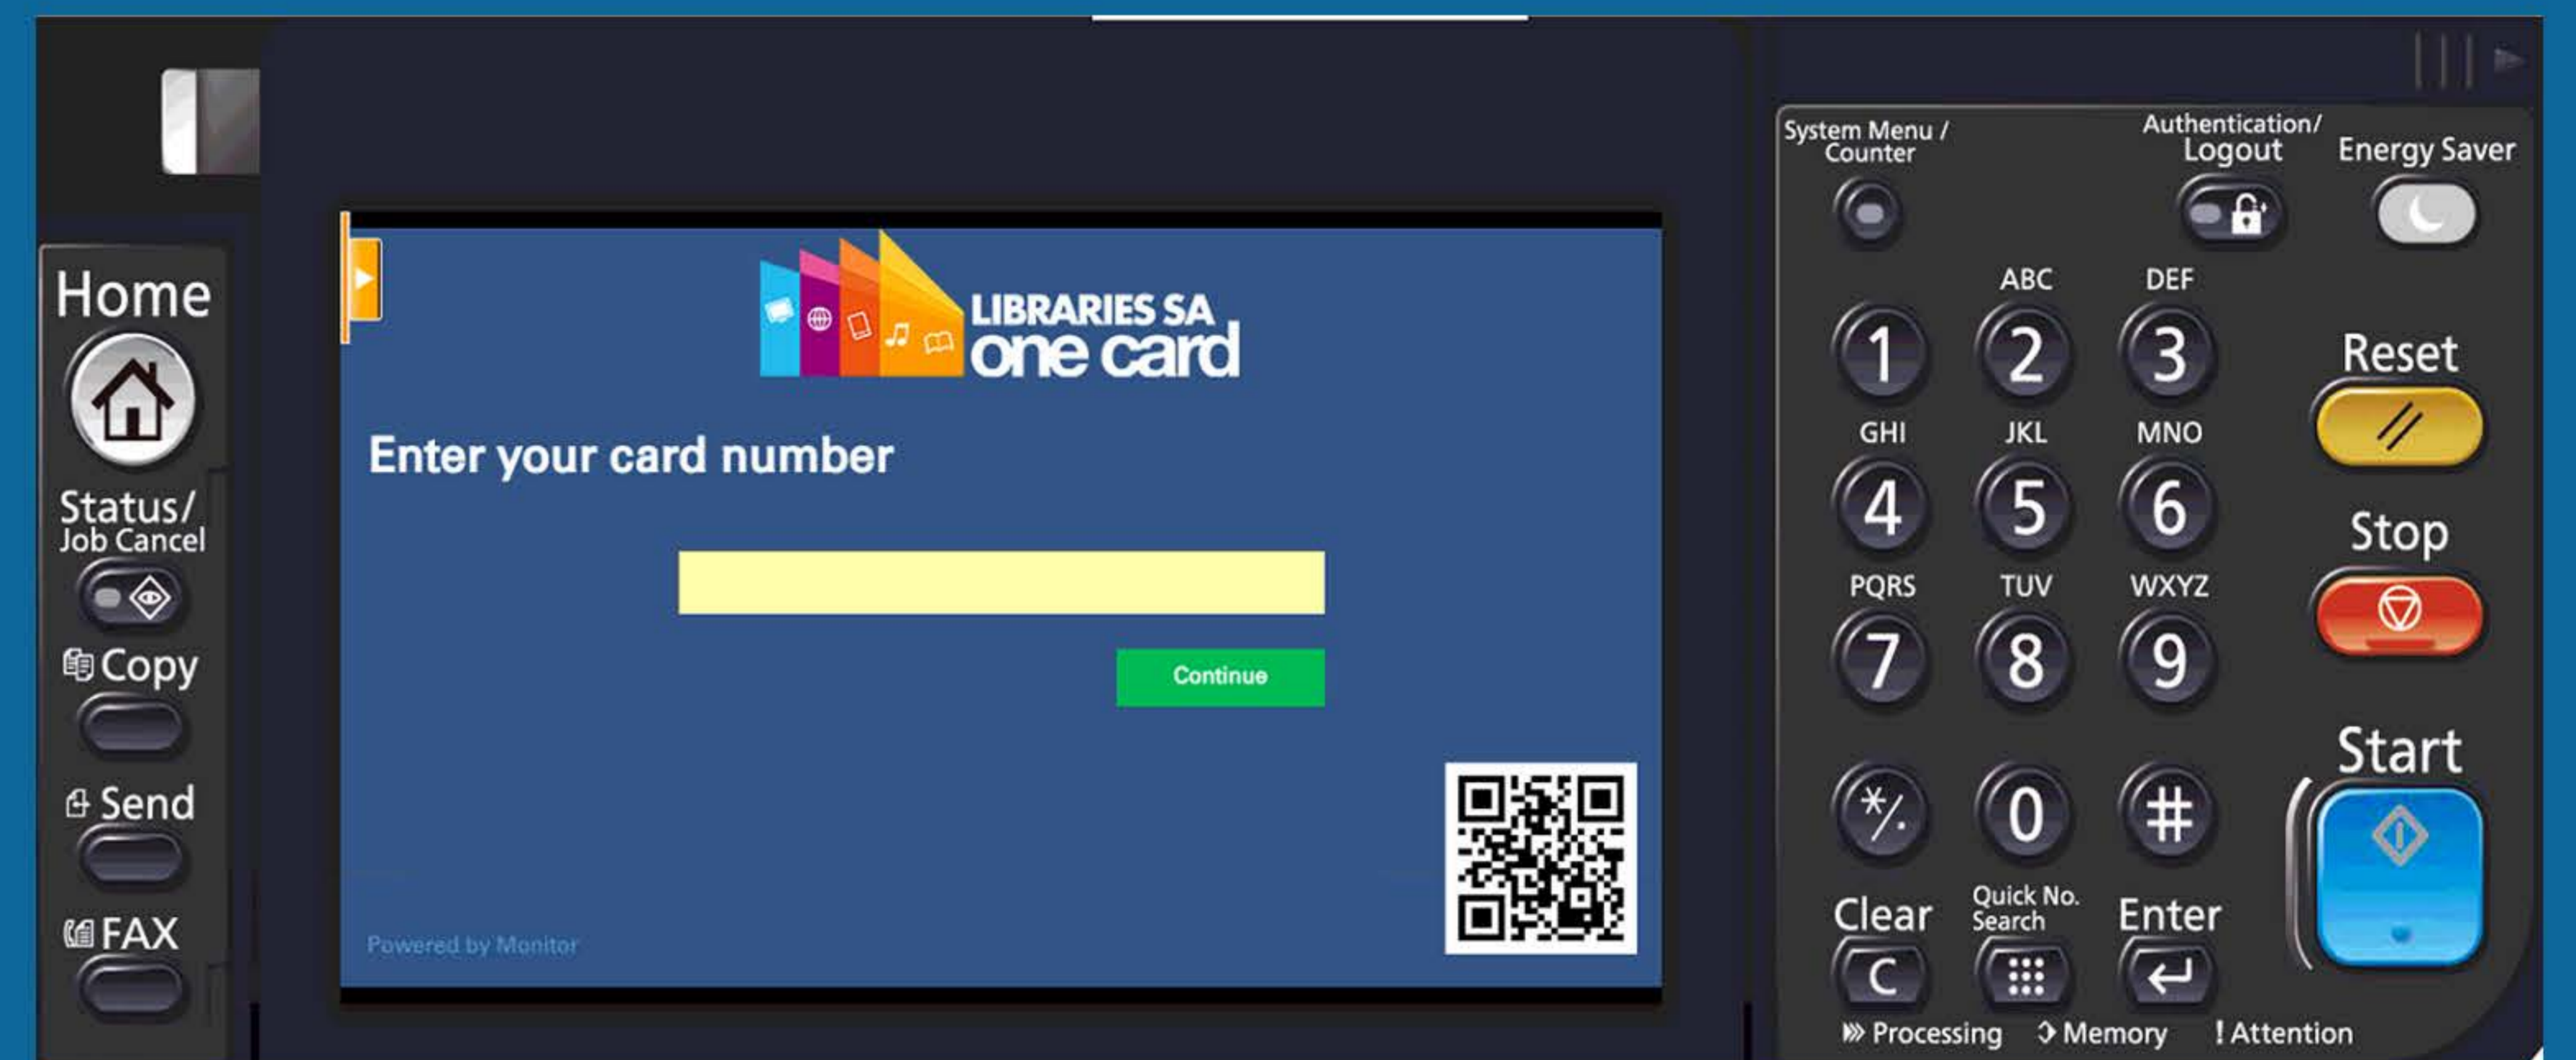 System Menu /
Counter
Authentication/
Logout
Energy Saver
Home
Status/
Job Cancel
Copy
Send
FAX
LIBRARIES SA
one card
Enter your card number
Continue
Powered by Monitor
ABC
DEF
1
2
3
Reset
GHI
JKL
MNO
4
5
6
Stop
PQRS
TUV
WXYZ
7
8
9
Start
*/.
0
#
Clear
Quick No.
Search
Enter
C
Processing
Memory
! Attention